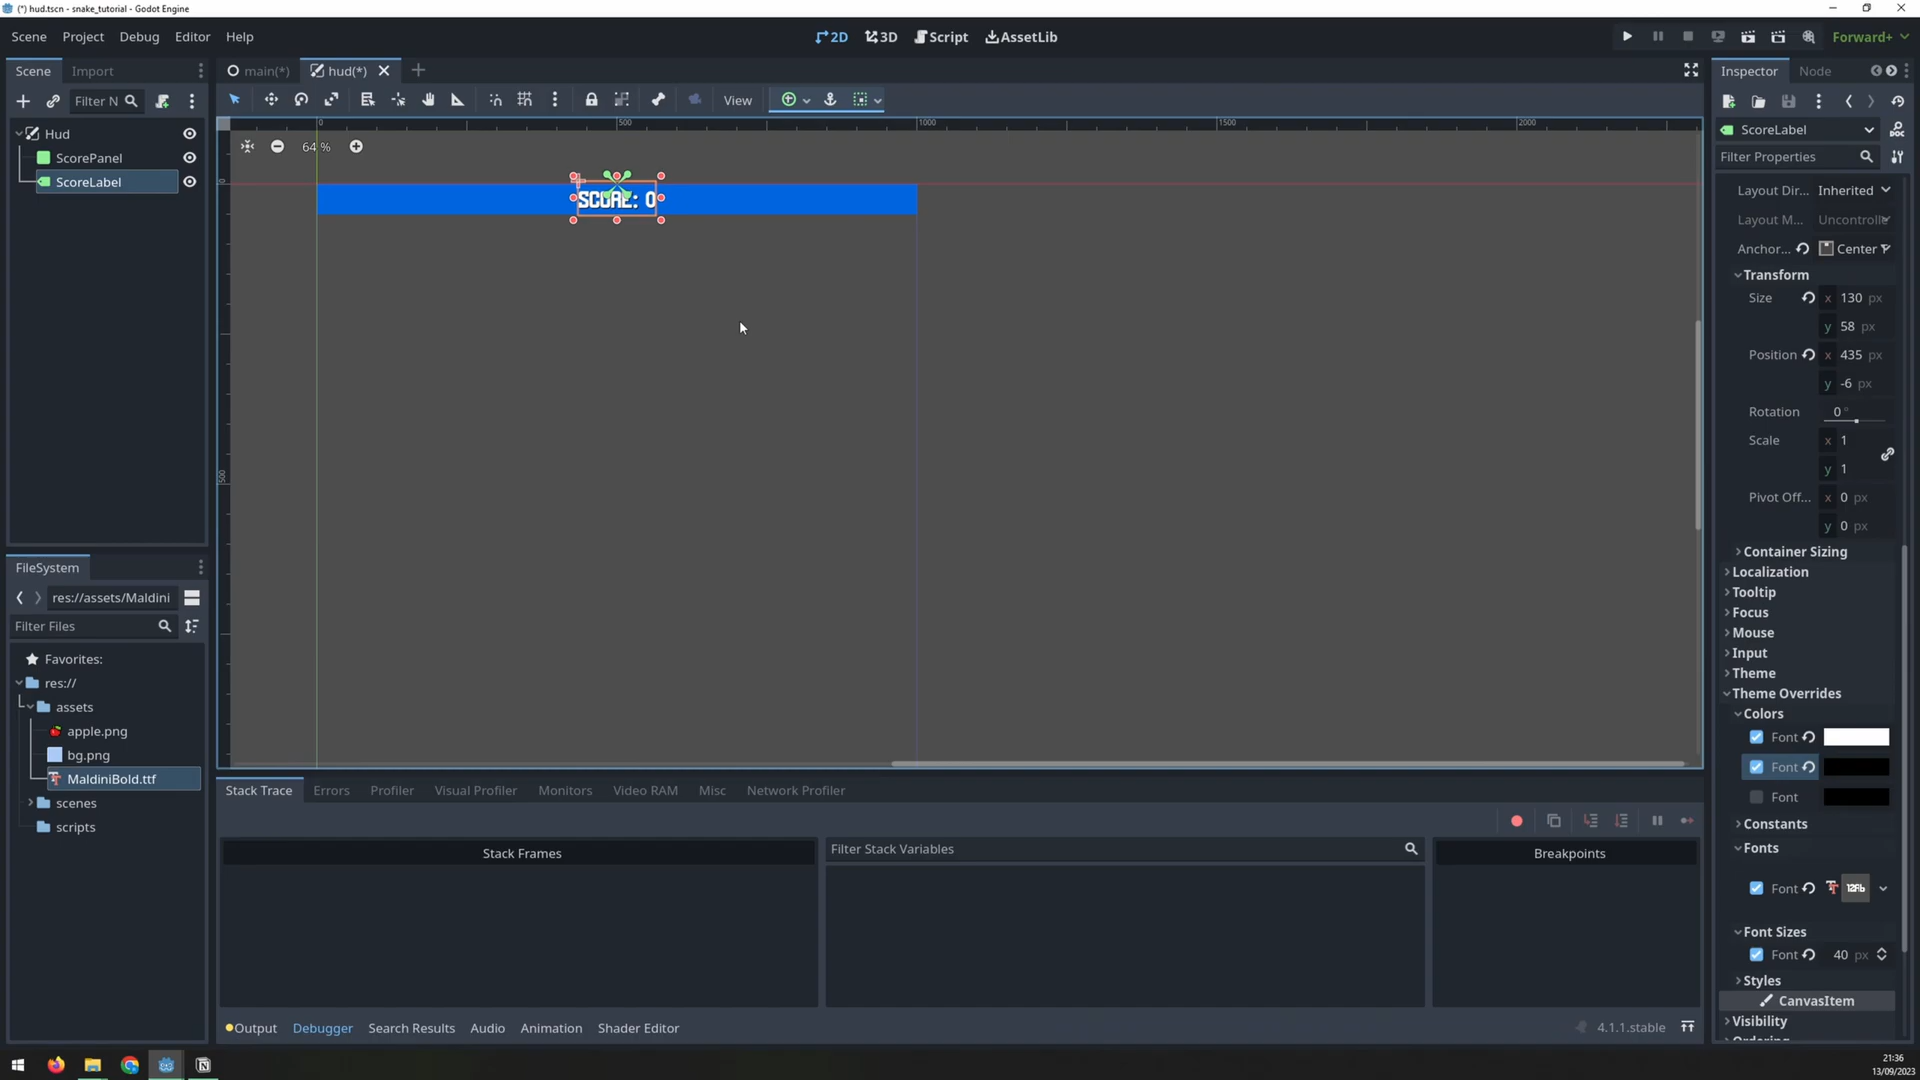 (*) hud.tscn - snake_tutorial - Godot Engine
Scene Project Debug Editor Help
2D 3D Script AssetLib
Forward+
Scene Import
main(*) hud(*)
Inspector Node
Filter N
View
ScoreLabel
Filter Properties
Hud
ScorePanel
ScoreLabel
64 %
0 500 1000 1500 2000
0
500
SCORE: 0
Layout Dir... Inherited
Layout M... Uncontrolle
Anchor... Center
Transform
Size x 130 px
y 58 px
Position x 435 px
y -6 px
Rotation 0 °
Scale x 1
y 1
Pivot Off... x 0 px
y 0 px
Container Sizing
Localization
Tooltip
Focus
Mouse
Input
Theme
Theme Overrides
Colors
Font
Font
Font
Constants
Fonts
Font
Font Sizes
Font 40 px
Styles
CanvasItem
Visibility
Ordering
FileSystem
res://assets/Maldini
Filter Files
Favorites:
res://
assets
apple.png
bg.png
MaldiniBold.ttf
scenes
scripts
Stack Trace Errors Profiler Visual Profiler Monitors Video RAM Misc Network Profiler
Stack Frames
Filter Stack Variables
Breakpoints
Output Debugger Search Results Audio Animation Shader Editor
4.1.1.stable
21:36
13/09/2023